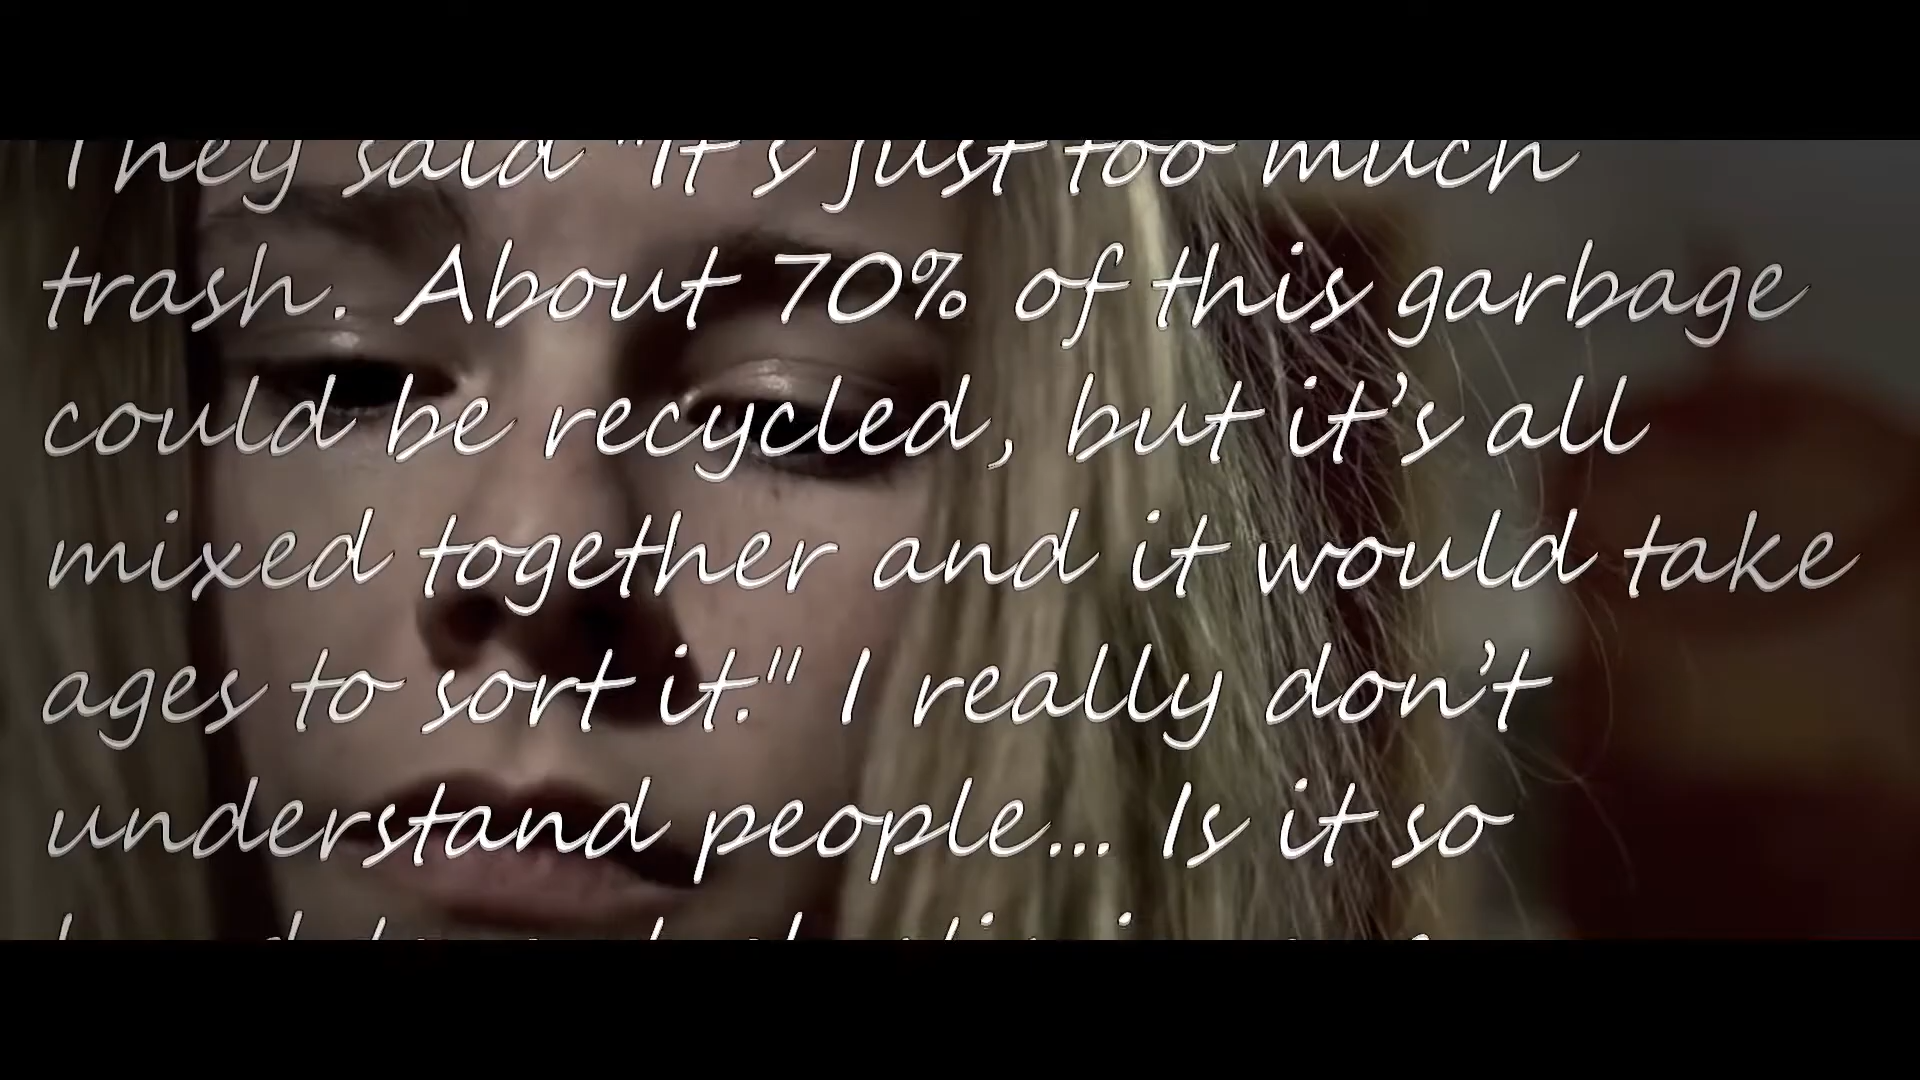 They said "It's just too much
trash. About 70% of this garbage
could be recycled, but it’s all
mixed together and it would take
ages to sort it." I really don’t
understand people... Is it so